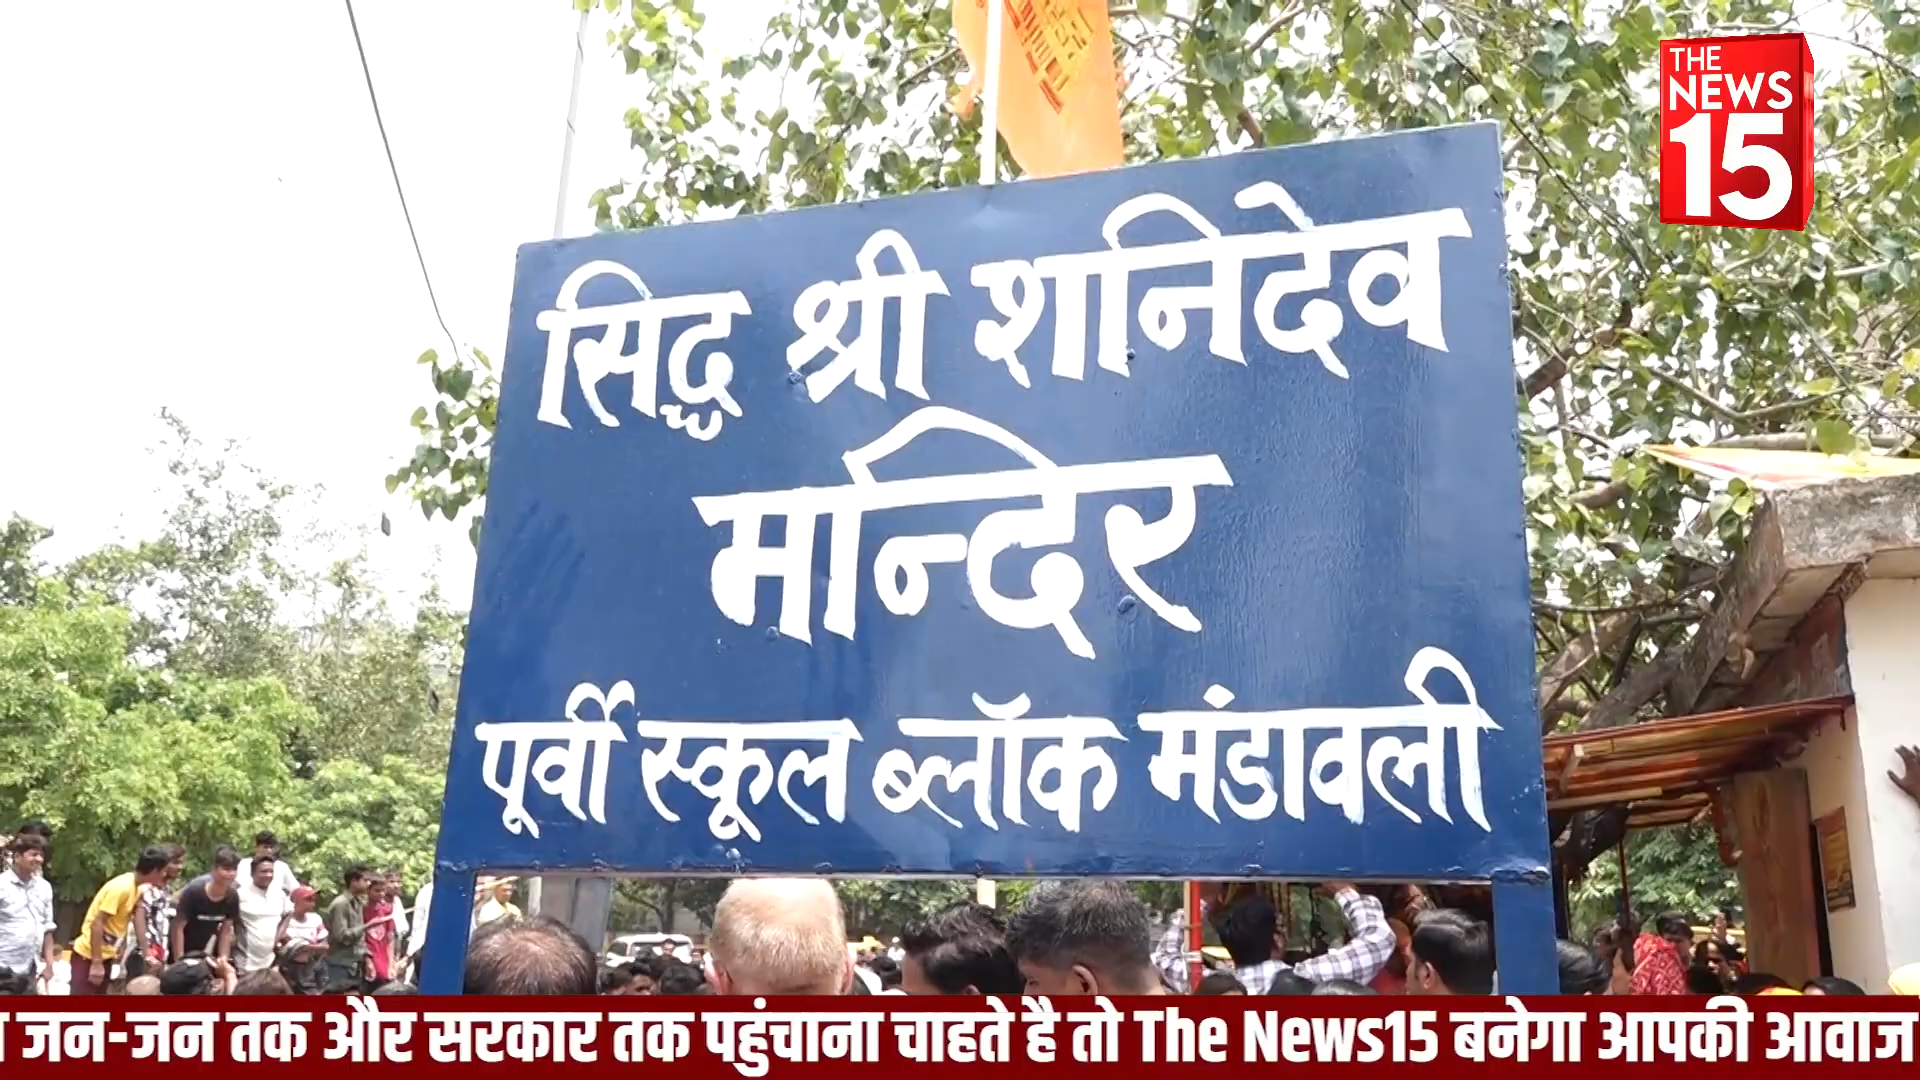 THE
NEWS
15
सिद्ध श्री शनिदेव
मन्दिर
पूर्वी स्कूल ब्लॉक मंडावली
जन-जन तक और सरकार तक पहुंचाना चाहते है तो The News15 बनेगा आपकी आवाज